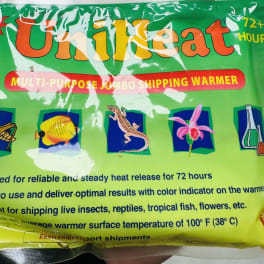 UniHeat
72+
HOUR
MULTI-PURPOSE JUMBO SHIPPING WARMER
ed for reliable and steady heat release for 72 hours
to use and deliver optimal results with color indicator on the warme
t for shipping live insects, reptiles, tropical fish, flowers, etc.
warmer surface temperature of 100° F (38° C)
shipments